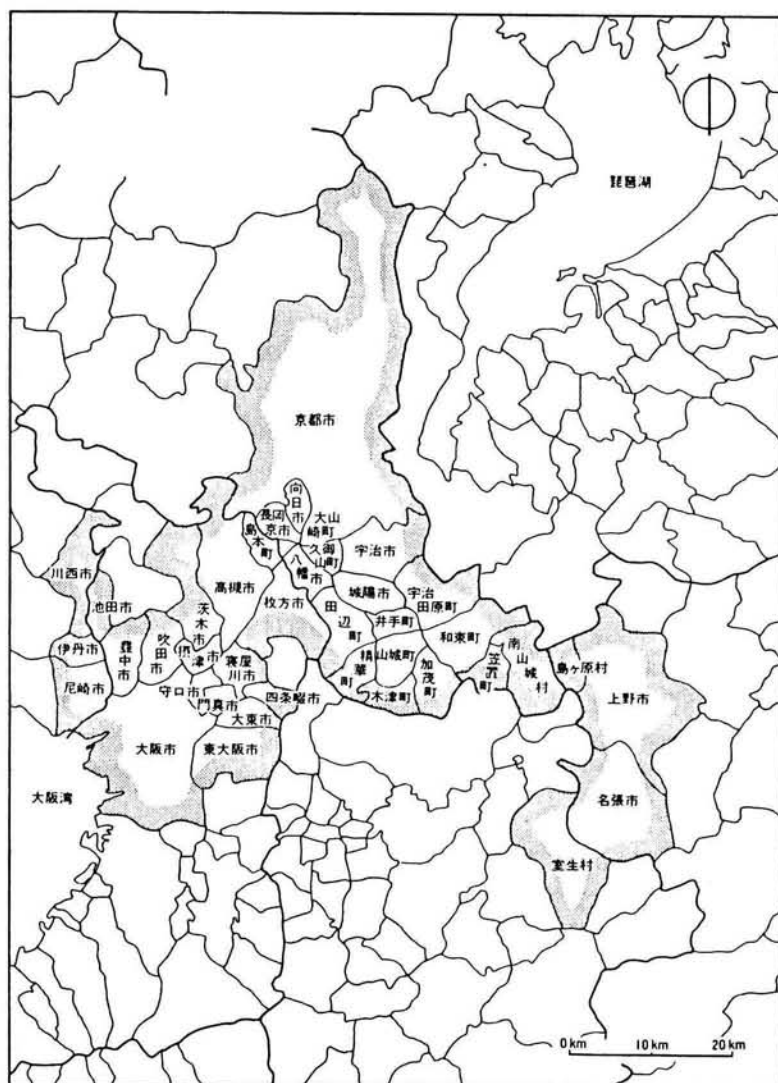 琵琶湖
京都市
向日市
長岡京市
大山崎町
島本町
久御山町
宇治市
八幡市
川西市
高槻市
枚方市
城陽市
宇治田原町
池田市
茨木市
田辺町
井手町
和束町
伊丹市
豊中市
吹田市
摂津市
寝屋川市
精華町
山城町
加茂町
笠置町
南山城村
島ヶ原村
上野市
尼崎市
守口市
門真市
四条畷市
木津町
大東市
大阪市
東大阪市
大阪湾
名張市
室生村
0km 10km 20km